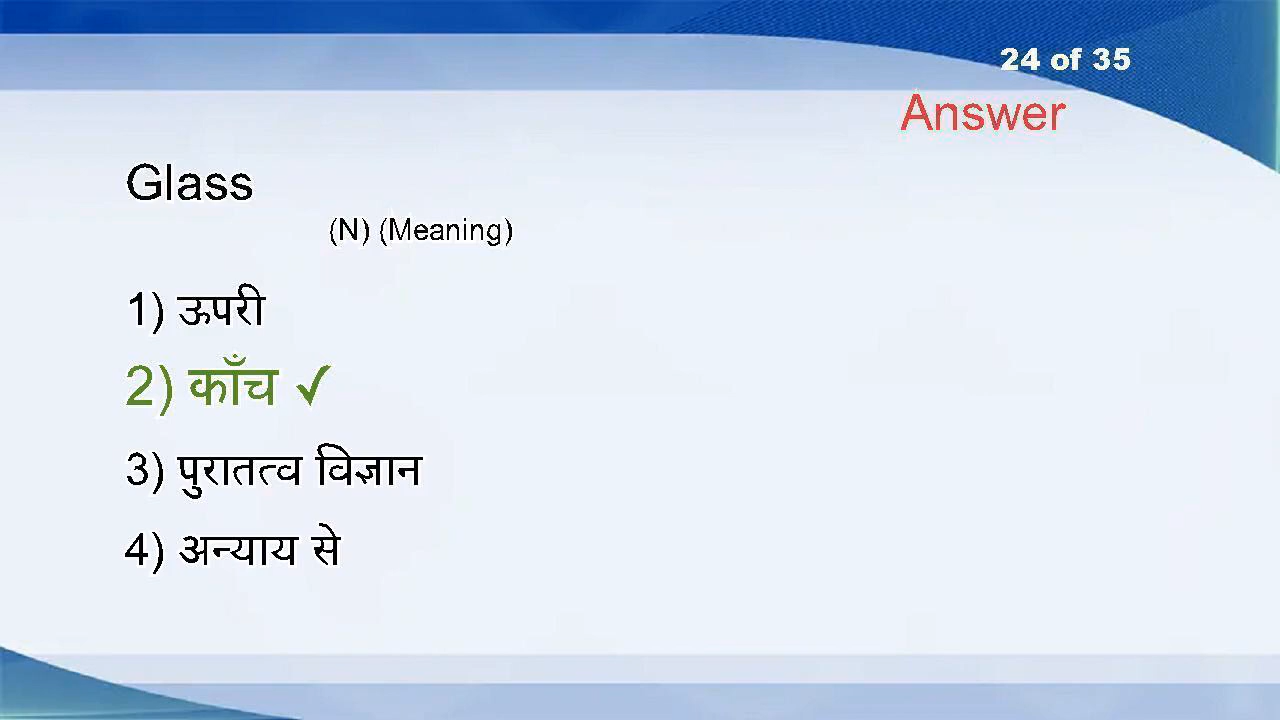 24 of 35
Answer
Glass
(N) (Meaning)
1) ऊपरी
2) काँच ✓
3) पुरातत्व विज्ञान
4) अन्याय से